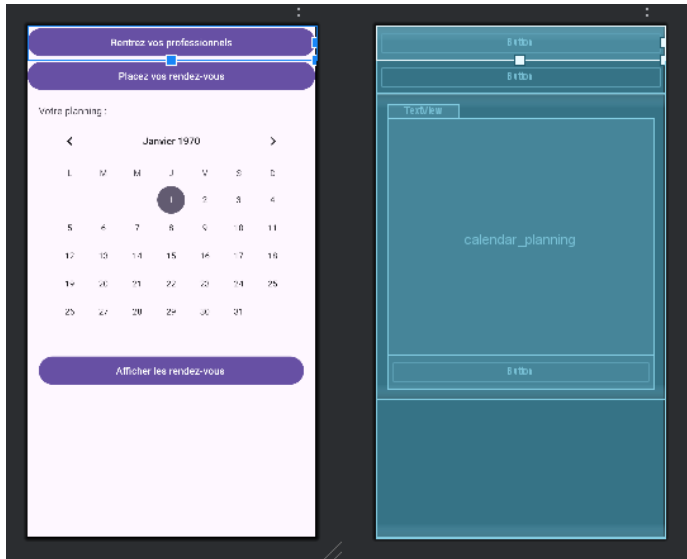 Rentrez vos professionnels
Placez vos rendez-vous
Votre planning :
Janvier 1970
L M M J V S D
1 2 3 4
5 6 7 8 9 10 11
12 13 14 15 16 17 18
19 20 21 22 23 24 25
26 27 28 29 30 31
Afficher les rendez-vous
Button
Button
TextView
calendar_planning
Button